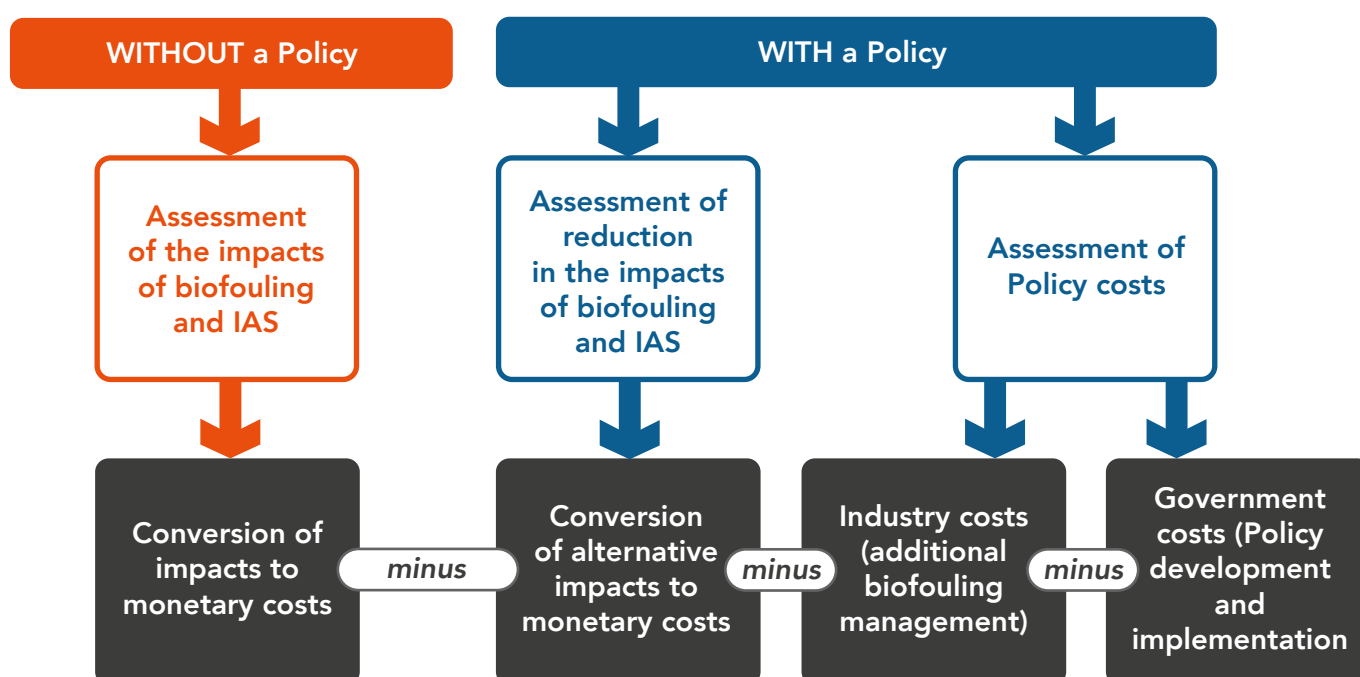 WITHOUT a Policy
WITH a Policy
Assessment
of the impacts
of biofouling
and IAS
Assessment of
reduction
in the impacts
of biofouling
and IAS
Assessment of
Policy costs
Conversion of
impacts to
monetary costs
minus
Conversion
of alternative
impacts to
monetary costs
minus
Industry costs
(additional
biofouling
management)
minus
Government
costs (Policy
development
and
implementation